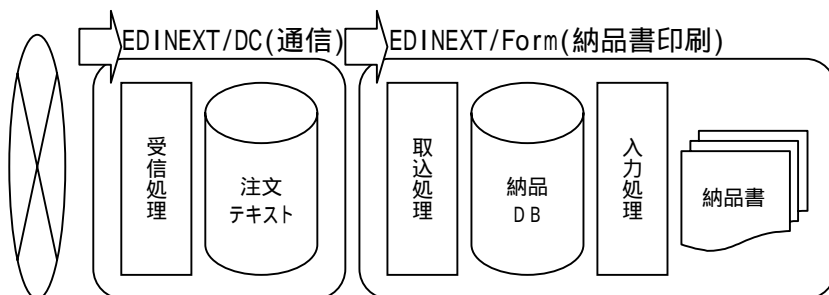 EDINEXT/DC(通信)
EDINEXT/Form(納品書印刷)
受信処理
注文
テキスト
取込処理
納品
DB
入力処理
納品書